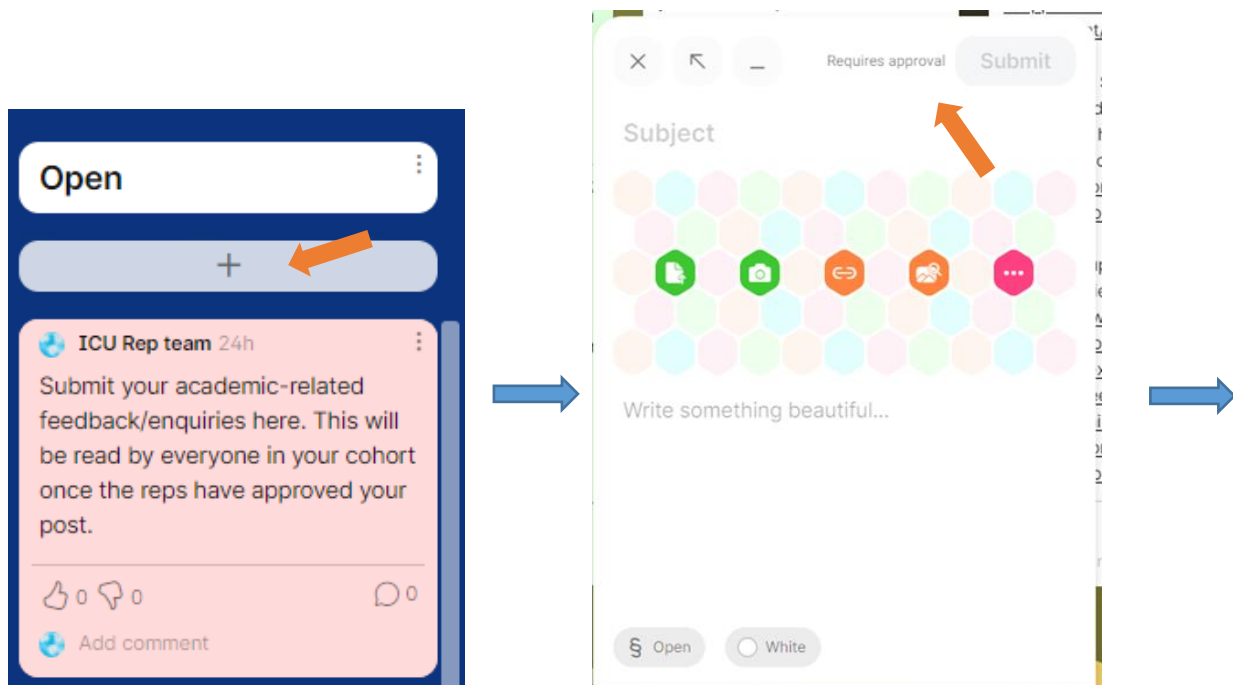 Open
+
ICU Rep team 24h
Submit your academic-related
feedback/enquiries here. This will
be read by everyone in your cohort
once the reps have approved your
post.
0 0 0
Add comment
Requires approval Submit
Subject
Write something beautiful...
§ Open White